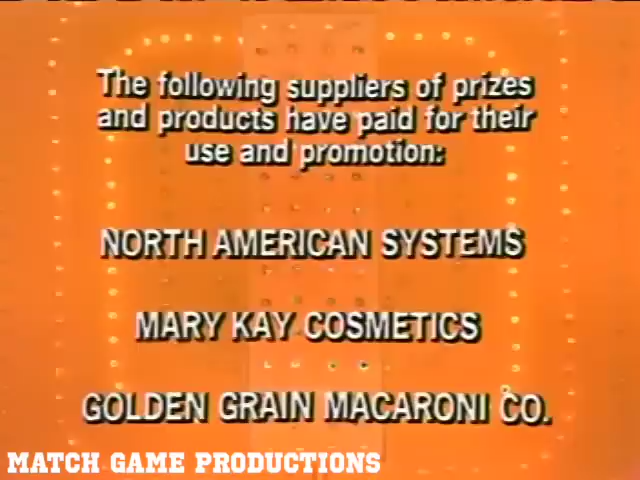 The following suppliers of prizes
and products have paid for their
use and promotion:
NORTH AMERICAN SYSTEMS
MARY KAY COSMETICS
GOLDEN GRAIN MACARONI CO.
MATCH GAME PRODUCTIONS